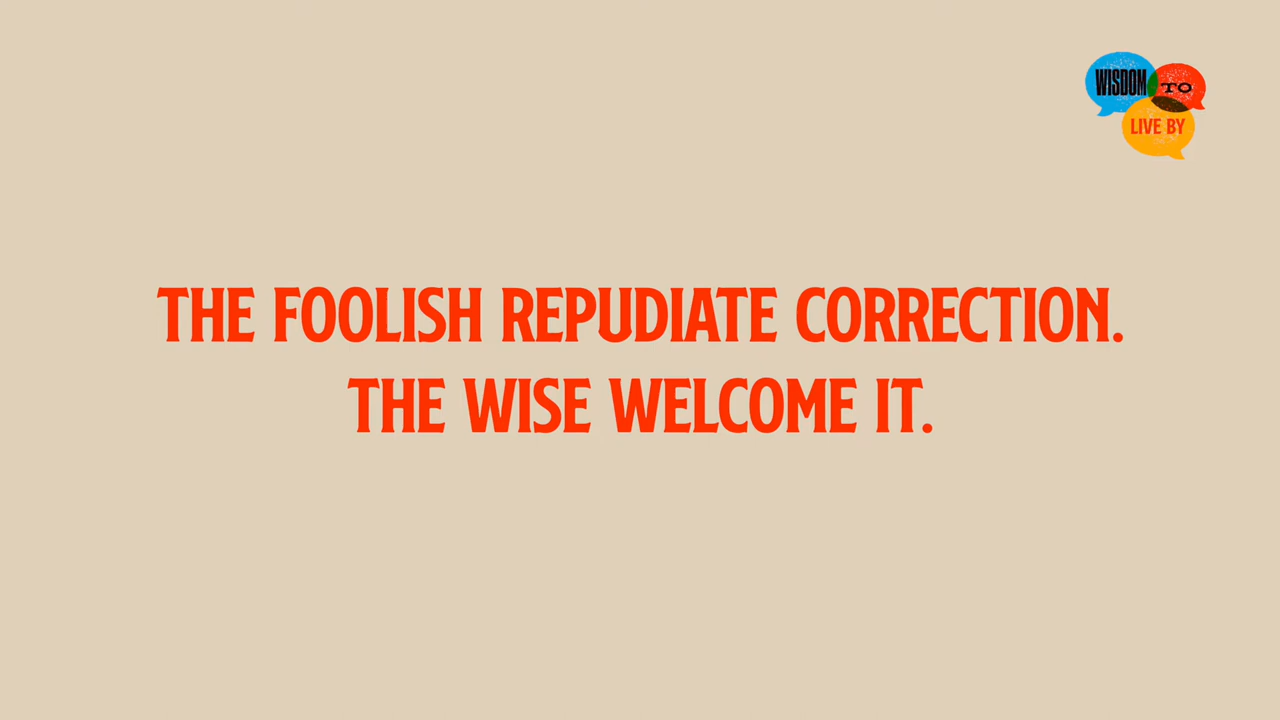 WISDOM TO
LIVE BY
THE FOOLISH REPUDIATE CORRECTION.
THE WISE WELCOME IT.